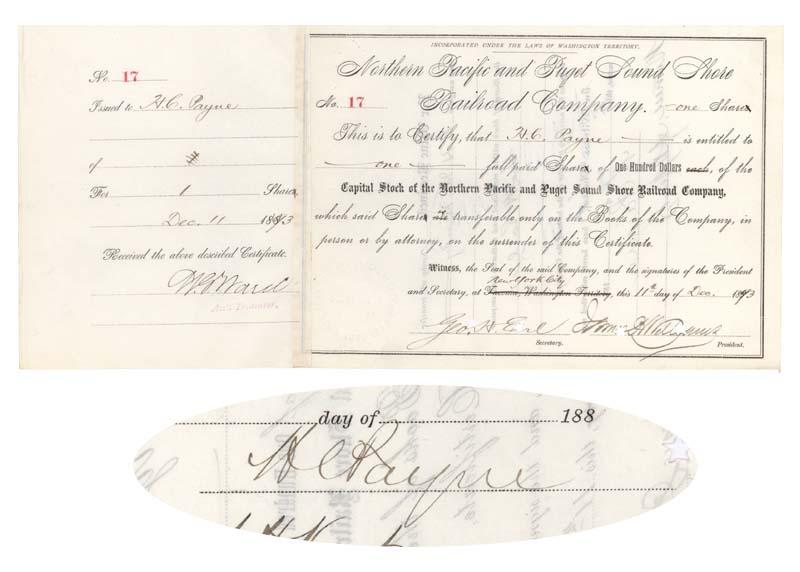 No. 17
Issued to H.C. Payne
of
For 1 Share
Dec. 11 1893
Received the above described Certificate.
INCORPORATED UNDER THE LAWS OF WASHINGTON TERRITORY.
Northern Pacific and Puget Sound Shore
No. 17 Railroad Company. one Share
This is to Certify, that H.C. Payne is entitled to
one full paid Share of One Hundred Dollars each, of the
Capital Stock of the Northern Pacific and Puget Sound Shore Railroad Company,
which said Share transferable only on the Books of the Company, in
person or by attorney, on the surrender of this Certificate.
Witness, the Seal of the said Company, and the signatures of the President
New York City
and Secretary, at Tacoma, Washington Territory, this 11th day of Dec. 1893
Geo. H. Earl
Secretary. President.
day of 188
H C Payne